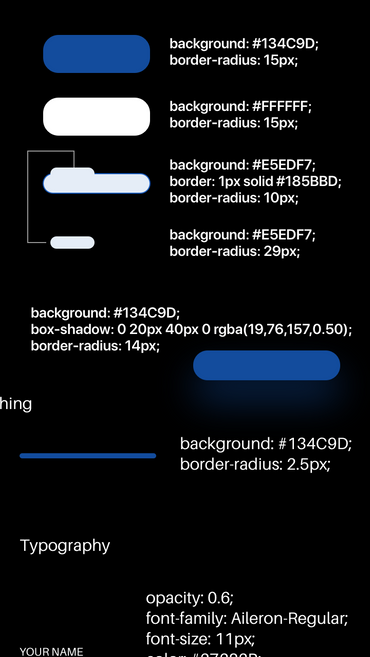 background: #134C9D;
border-radius: 15px;
background: #FFFFFF;
border-radius: 15px;
background: #E5EDF7;
border: 1px solid #185BBD;
border-radius: 10px;
background: #E5EDF7;
border-radius: 29px;
background: #134C9D;
box-shadow: 0 20px 40px 0 rgba(19,76,157,0.50);
border-radius: 14px;
hing
background: #134C9D;
border-radius: 2.5px;
Typography
opacity: 0.6;
font-family: Aileron-Regular;
font-size: 11px;
YOUR NAME